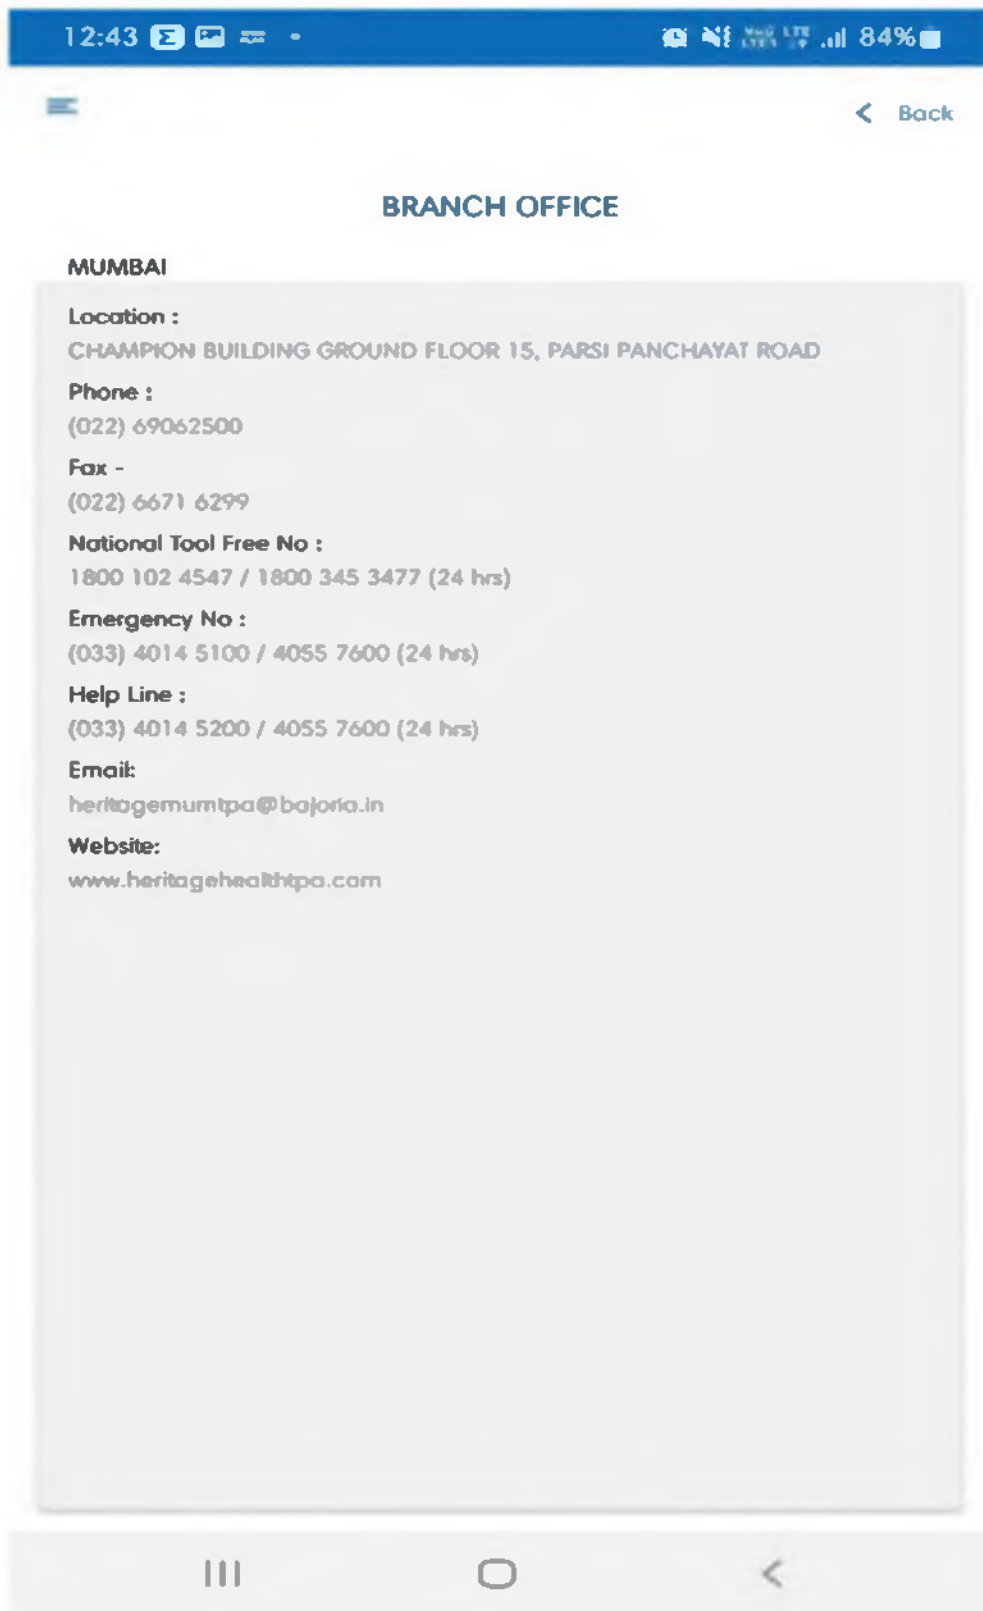 12:43
84%
Back
BRANCH OFFICE
MUMBAI
Location :
CHAMPION BUILDING GROUND FLOOR 15, PARSI PANCHAYAT ROAD
Phone :
(022) 69062500
Fax -
(022) 6671 6299
National Tool Free No :
1800 102 4547 / 1800 345 3477 (24 hrs)
Emergency No :
(033) 4014 5100 / 4055 7600 (24 hrs)
Help Line :
(033) 4014 5200 / 4055 7600 (24 hrs)
Email:
heritagemumtpa@bajoria.in
Website:
www.heritagehealthtpa.com